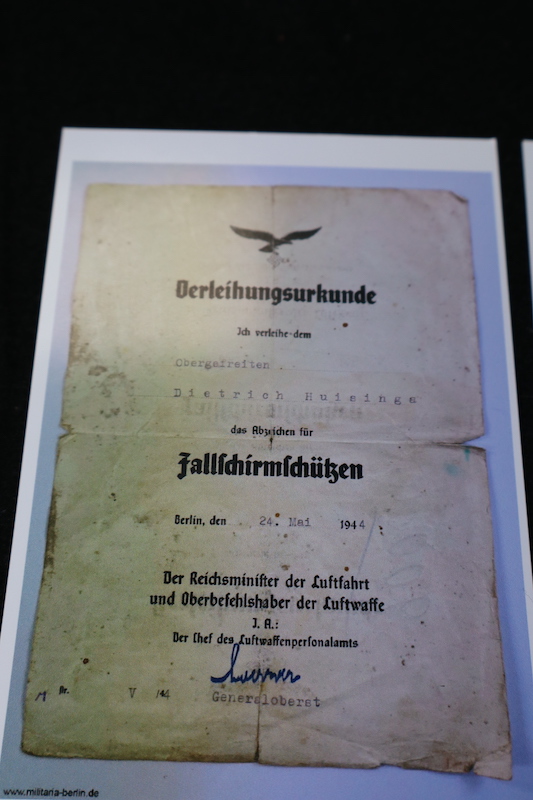 Verleihungsurkunde
Ich verleihe dem
Obergefreiten
Dietrich Huisinga
das Abzeichen für
Fallschirmschützen
Berlin, den 24. Mai 1944
Der Reichsminister der Luftfahrt
und Oberbefehlshaber der Luftwaffe
J. A.:
Der Chef des Luftwaffenpersonalamts
Nr. V /44
Generaloberst
www.militaria-berlin.de